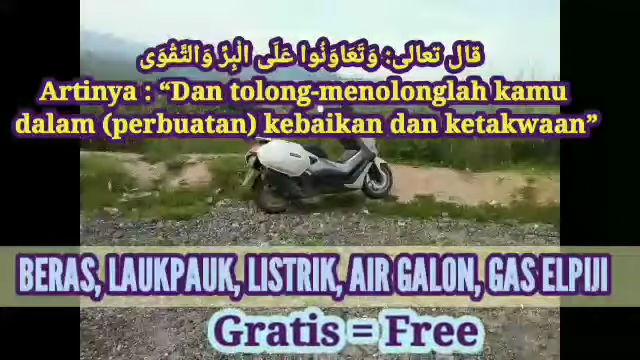 قال تعالى: وَتَعَاوَنُوا عَلَى الْبِرِّ وَالتَّقْوَى
Artinya : “Dan tolong-menolonglah kamu
dalam (perbuatan) kebaikan dan ketakwaan”
BERAS, LAUKPAUK, LISTRIK, AIR GALON, GAS ELPIJI
Gratis = Free